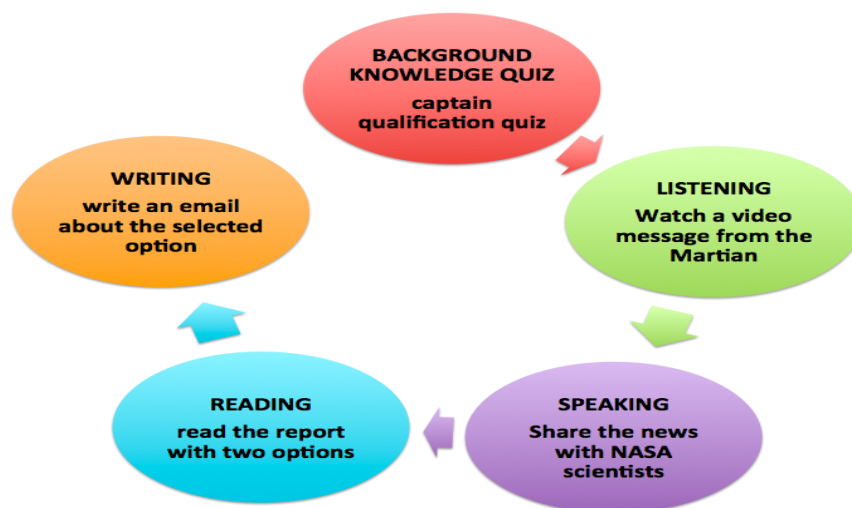 BACKGROUND
KNOWLEDGE QUIZ
captain
qualification quiz
LISTENING
Watch a video
message from the
Martian
SPEAKING
Share the news
with NASA
scientists
READING
read the report
with two options
WRITING
write an email
about the selected
option